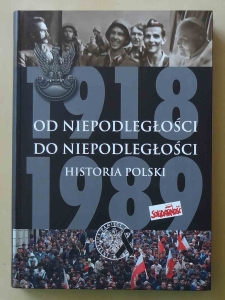 1918
OD NIEPODLEGŁOŚCI
DO NIEPODLEGŁOŚCI
HISTORIA POLSKI
1989
SOLIDARNOŚĆ